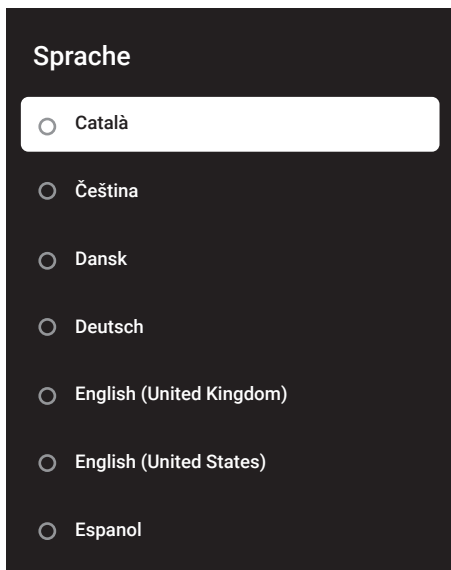 Sprache
Català
Čeština
Dansk
Deutsch
English (United Kingdom)
English (United States)
Espanol